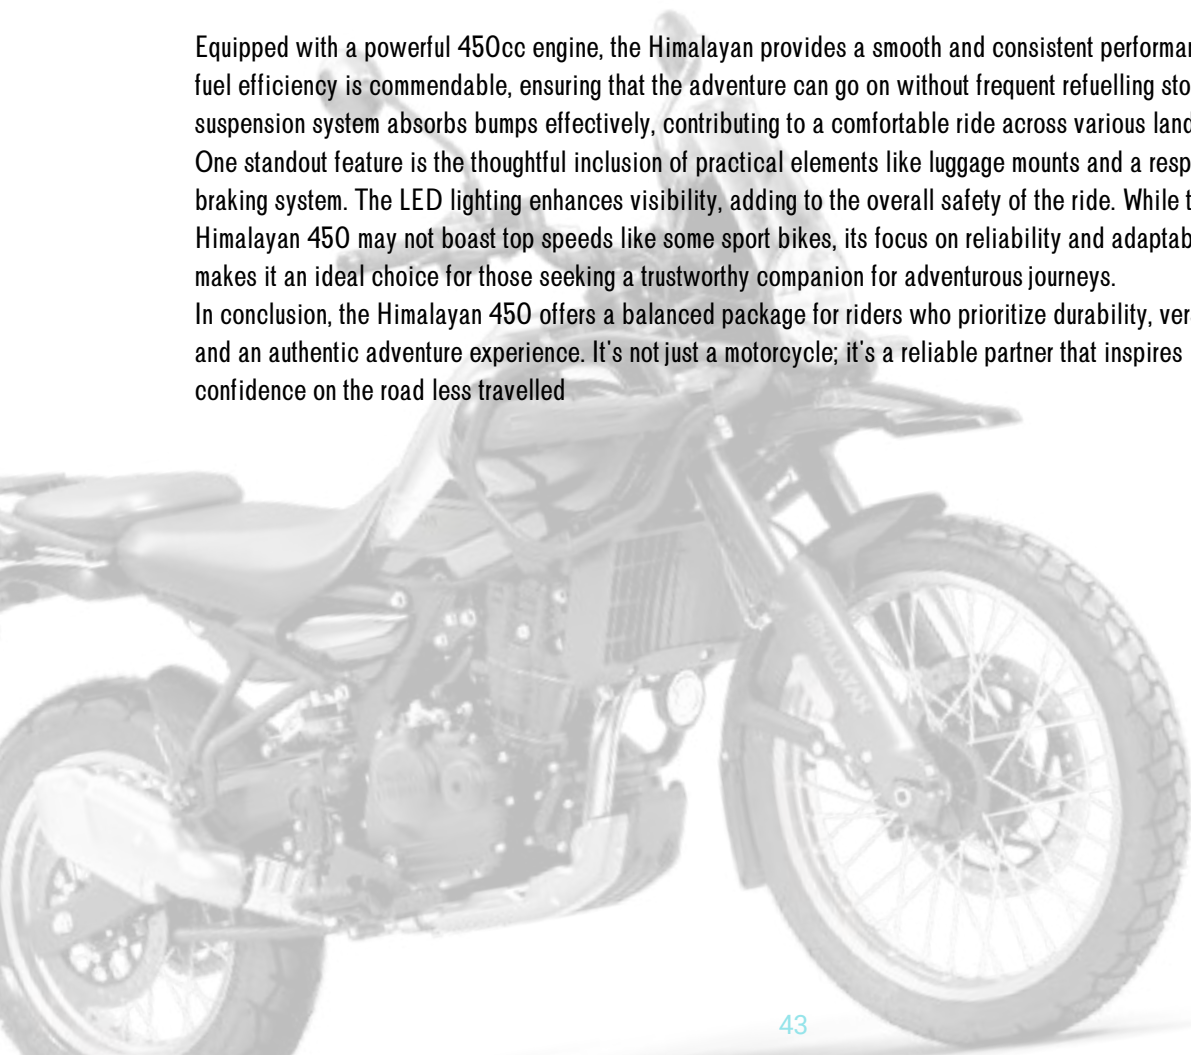 Equipped with a powerful 450cc engine, the Himalayan provides a smooth and consistent performan
fuel efficiency is commendable, ensuring that the adventure can go on without frequent refuelling sto
suspension system absorbs bumps effectively, contributing to a comfortable ride across various land
One standout feature is the thoughtful inclusion of practical elements like luggage mounts and a resp
braking system. The LED lighting enhances visibility, adding to the overall safety of the ride. While t
Himalayan 450 may not boast top speeds like some sport bikes, its focus on reliability and adaptab
makes it an ideal choice for those seeking a trustworthy companion for adventurous journeys.
In conclusion, the Himalayan 450 offers a balanced package for riders who prioritize durability, ver
and an authentic adventure experience. It's not just a motorcycle; it's a reliable partner that inspires
confidence on the road less travelled
HIMALAYAN
43